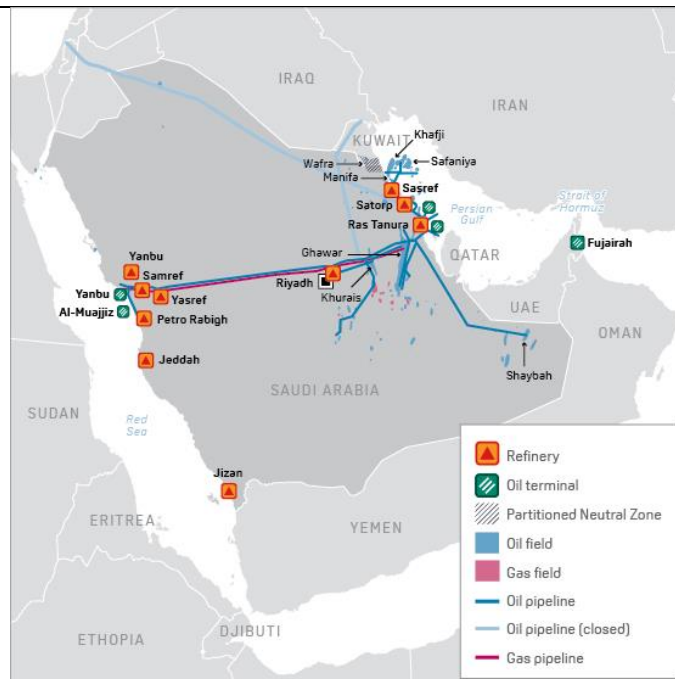 IRAQ
IRAN
KUWAIT
Khafji
Wafra
Safaniya
Manifa
Sasref
Satorp
Ras Tanura
Persian
Gulf
Strait of
Hormuz
Ghawar
QATAR
Fujairah
Yanbu
Samref
Riyadh
Yanbu
Yasref
Khurais
UAE
Al-Muajjiz
Petro Rabigh
OMAN
Jeddah
Shaybah
SAUDI ARABIA
SUDAN
Red
Sea
Jizan
ERITREA
YEMEN
DJIBUTI
ETHOPIA
Refinery
Oil terminal
Partitioned Neutral Zone
Oil field
Gas field
Oil pipeline
Oil pipeline (closed)
Gas pipeline